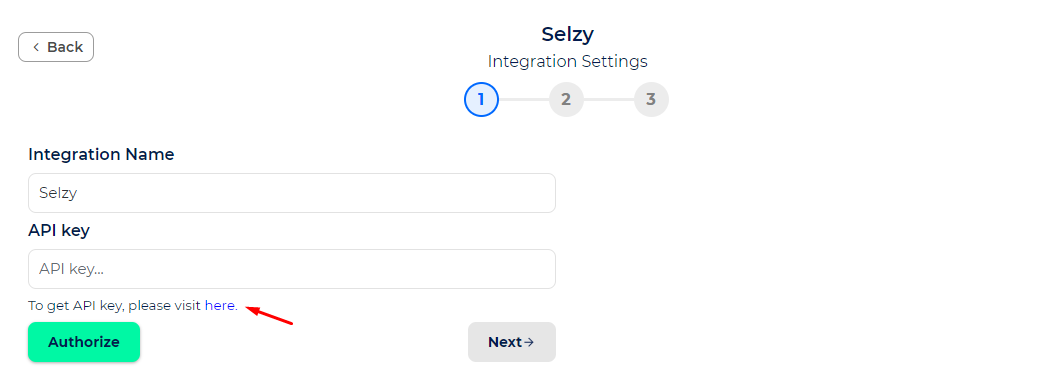 Back
Selzy
Integration Settings
1 2 3
Integration Name
Selzy
API key
API key...
To get API key, please visit here.
Authorize
Next